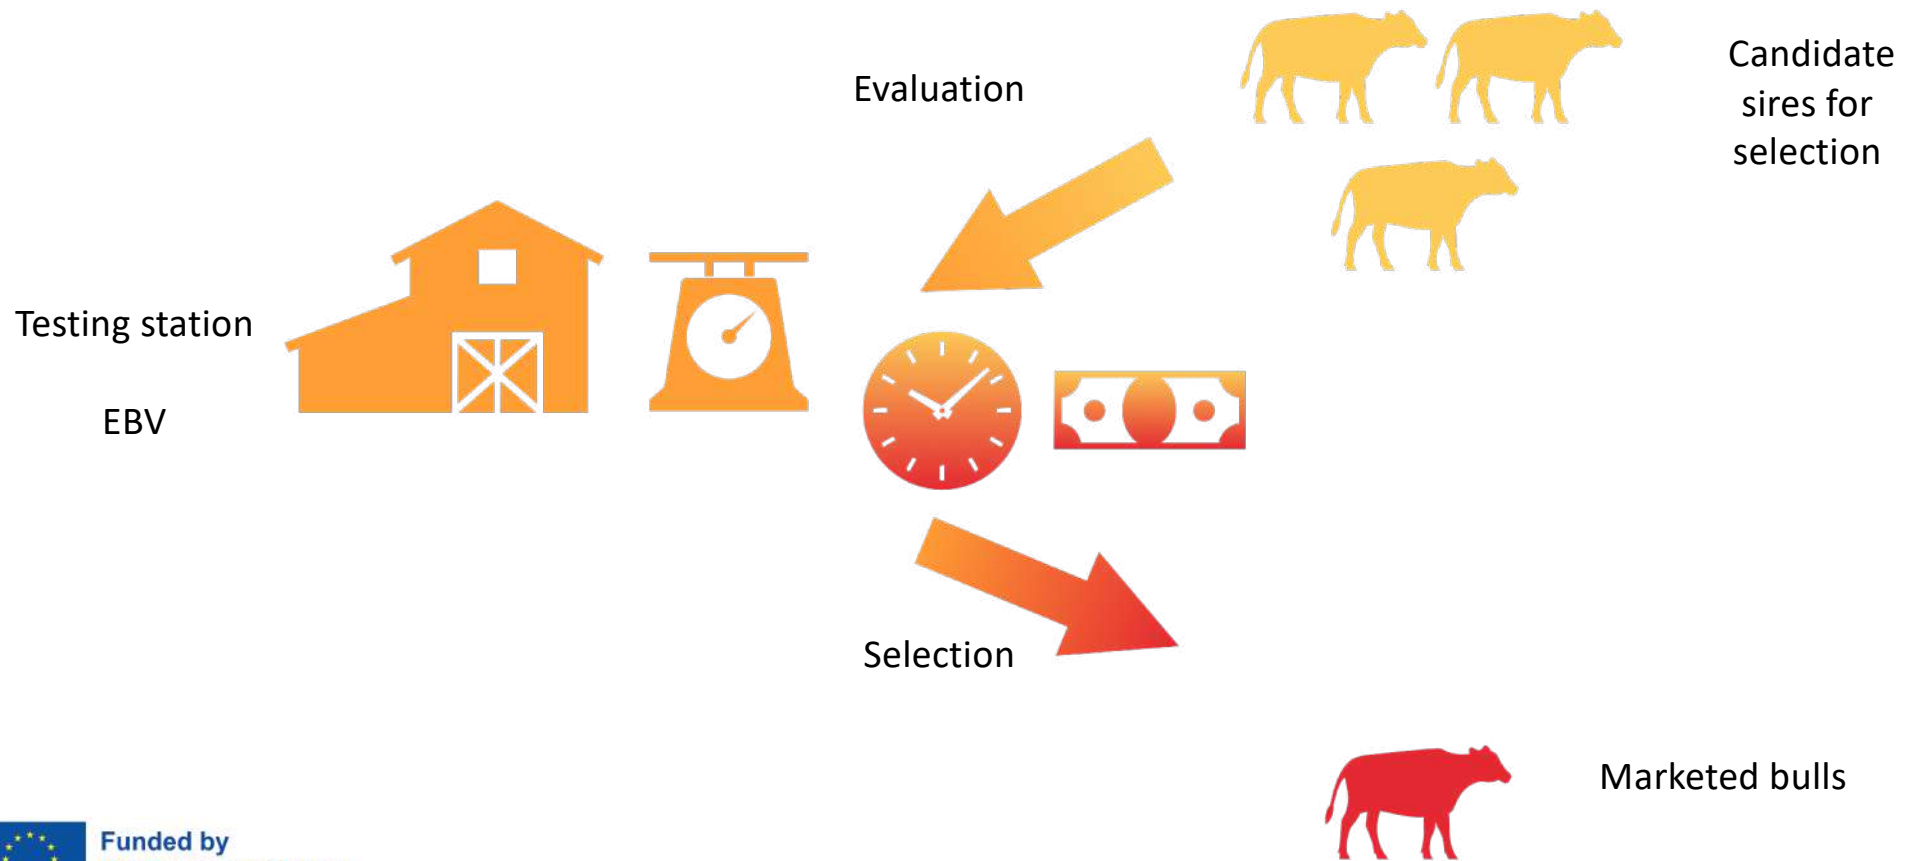 Evaluation
Candidate
sires for
selection
Testing station
EBV
Selection
Marketed bulls
Funded by